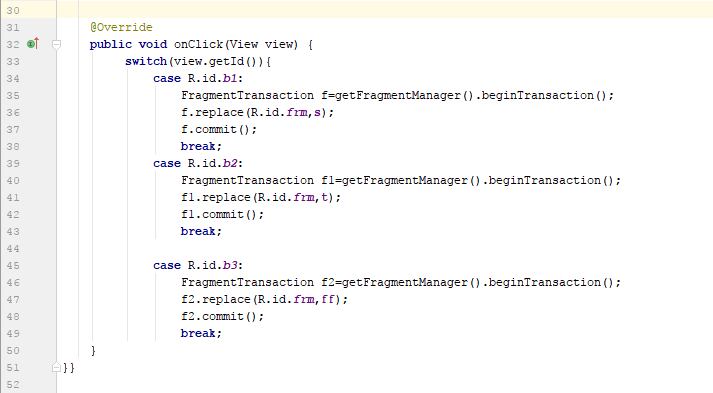 30
31 @Override
32 public void onClick(View view) {
33 switch(view.getId()){
34 case R.id.b1:
35 FragmentTransaction f=getFragmentManager().beginTransaction();
36 f.replace(R.id.frm,s);
37 f.commit();
38 break;
39 case R.id.b2:
40 FragmentTransaction f1=getFragmentManager().beginTransaction();
41 f1.replace(R.id.frm,t);
42 f1.commit();
43 break;
44
45 case R.id.b3:
46 FragmentTransaction f2=getFragmentManager().beginTransaction();
47 f2.replace(R.id.frm,ff);
48 f2.commit();
49 break;
50 }
51 }}
52